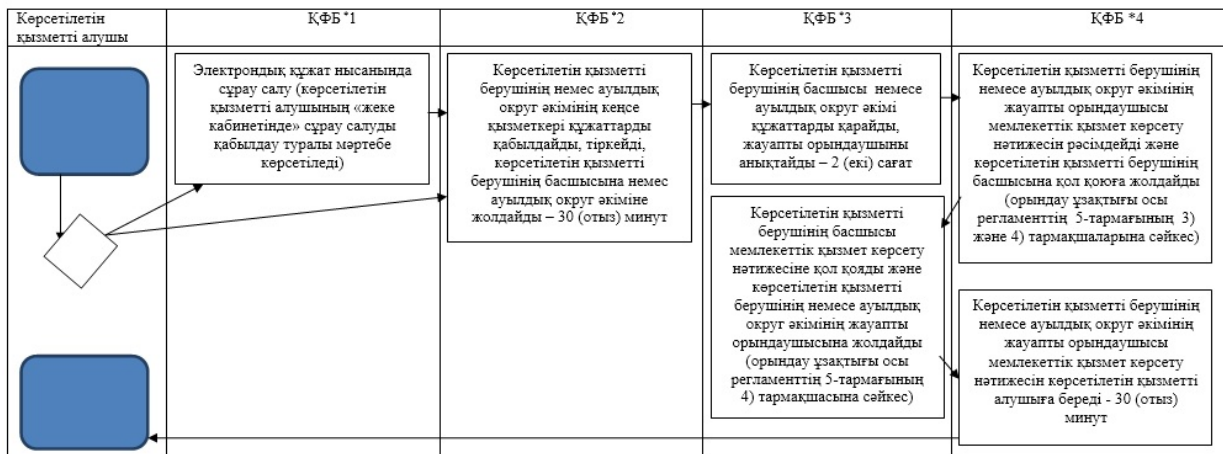 Көрсетілетін
қызметті алушы
ҚФБ *1
ҚФБ *2
ҚФБ *3
ҚФБ *4
Электрондық құжат нысанында
сұрау салу (көрсетілетін
қызметті алушының «жеке
кабинетінде» сұрау салуды
қабылдау туралы мәртебе
көрсетіледі)
Көрсетілетін қызметті
берушінің немес ауылдық
округ әкімінің кеңсе
қызметкері құжаттарды
қабылдайды, тіркейді,
көрсетілетін қызметті
берушінің басшысына немес
ауылдық округ әкіміне
жолдайды – 30 (отыз) минут
Көрсетілетін қызметті
берушінің басшысы немесе
ауылдық округ әкімі
құжаттарды қарайды,
жауапты орындаушыны
анықтайды – 2 (екі) сағат
Көрсетілетін қызметті берушінің
немесе ауылдық округ әкімінің
жауапты орындаушысы
мемлекеттік қызмет көрсету
нәтижесін рәсімдейді және
көрсетілетін қызметті берушінің
басшысына қол қоюға жолдайды
(орындау ұзақтығы осы
регламенттің 5-тармағының 3)
және 4) тармақшаларына сәйкес)
Көрсетілетін қызметті
берушінің басшысы
мемлекеттік қызмет көрсету
нәтижесіне қол қояды және
көрсетілетін қызметті
берушінің немесе ауылдық
округ әкімінің жауапты
орындаушысына жолдайды
(орындау ұзақтығы осы
регламенттің 5-тармағының
4) тармақшасына сәйкес)
Көрсетілетін қызметті берушінің
немесе ауылдық округ әкімінің
жауапты орындаушысы
мемлекеттік қызмет көрсету
нәтижесін көрсетілетін қызметті
алушыға береді - 30 (отыз)
минут